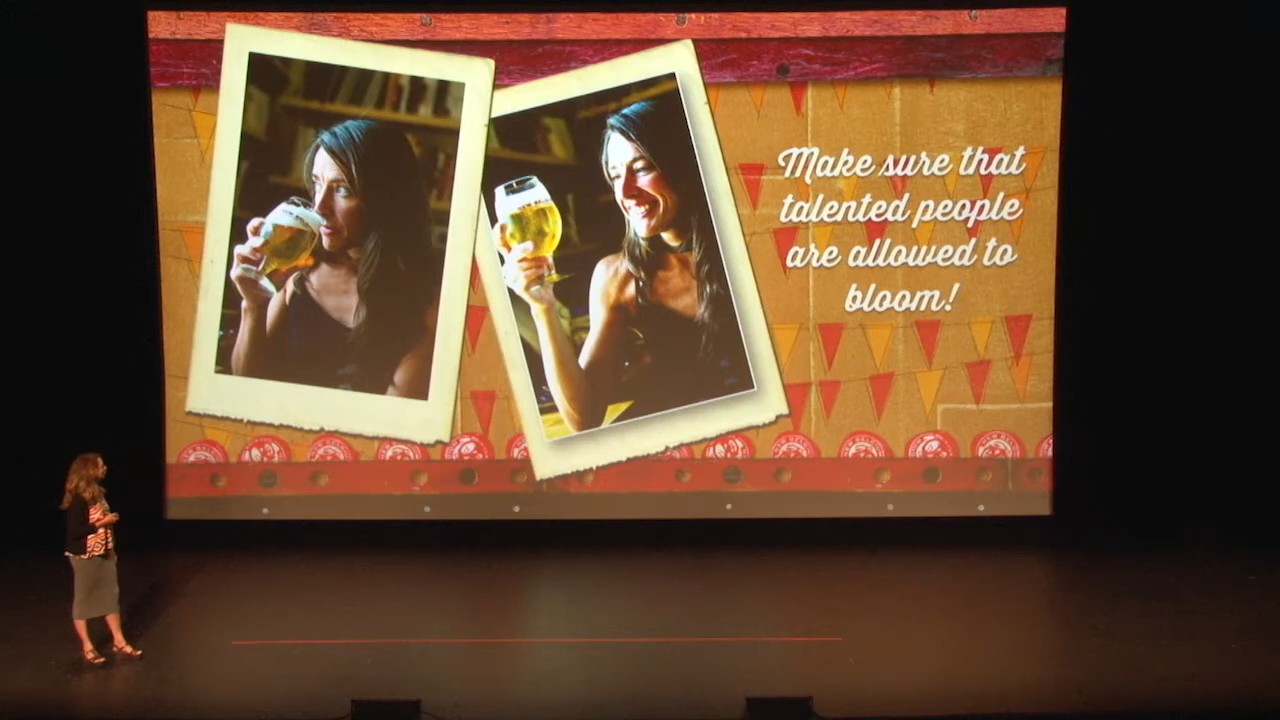 Make sure that
talented people
are allowed to
bloom!